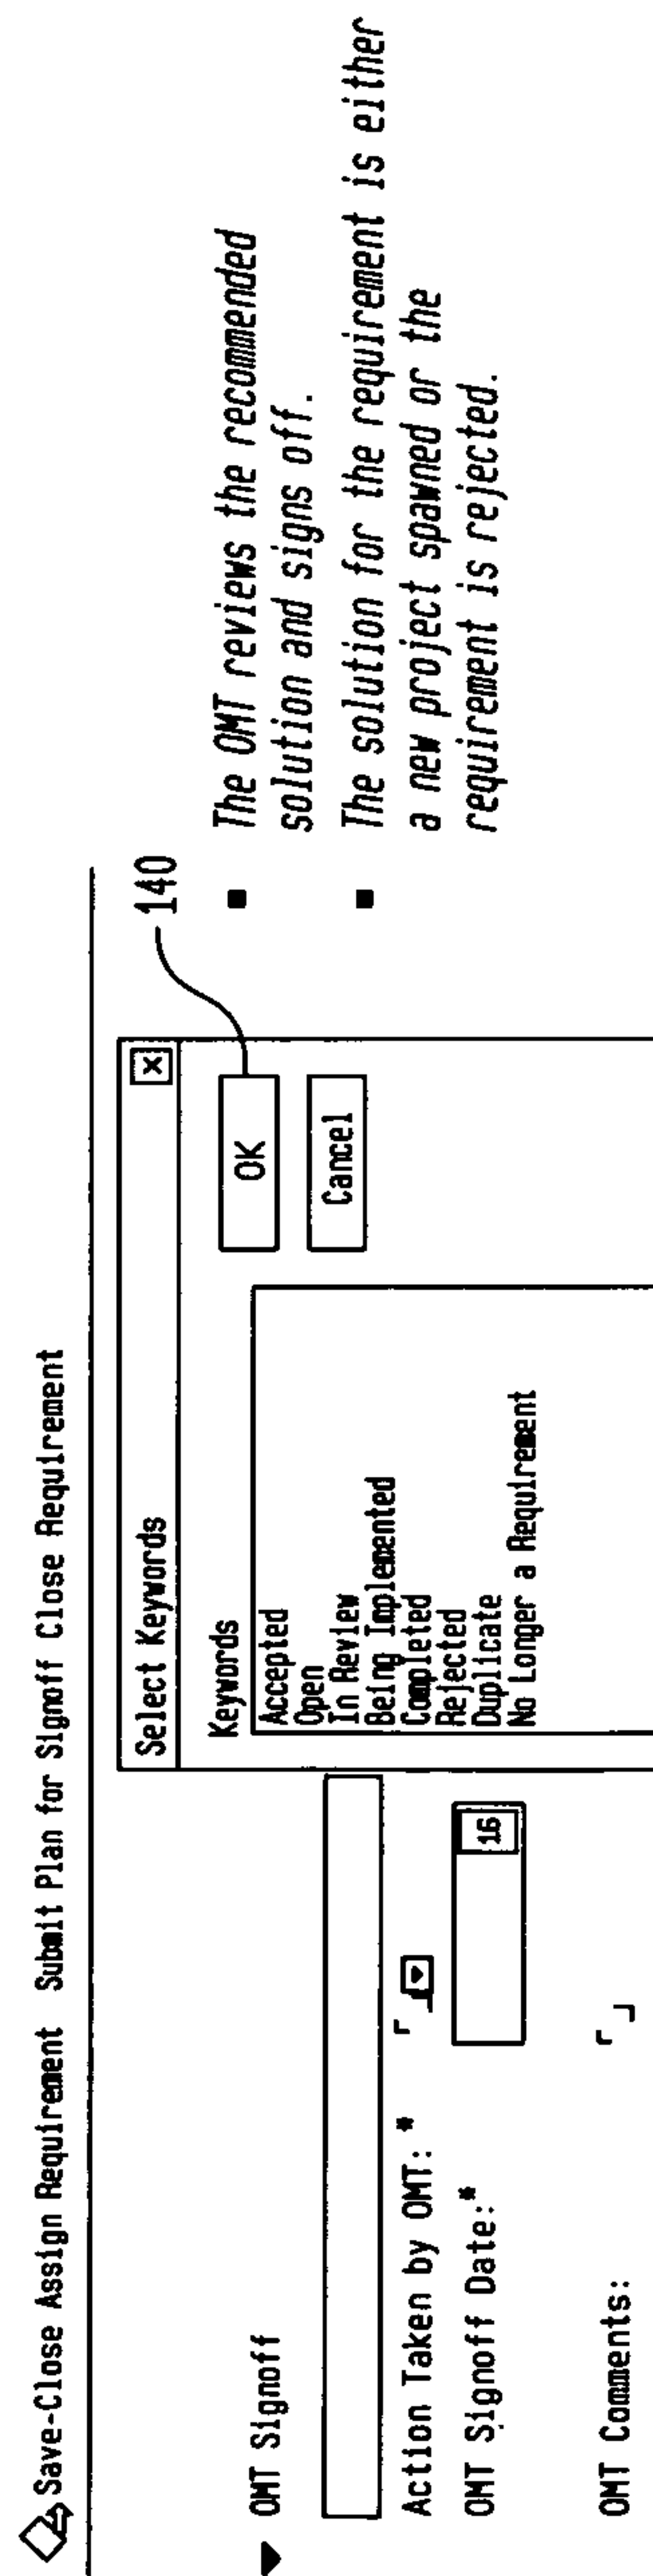 Save-Close Assign Requirement Submit Plan for Signoff Close Requirement
OMT Signoff
Action Taken by OMT: *
OMT Signoff Date:*
16
OMT Comments:
Select Keywords
x
Keywords
Accepted
Open
In Review
Being Implemented
Completed
Rejected
Duplicate
No Longer a Requirement
OK
Cancel
140
▪ The OMT reviews the recommended
solution and signs off.
▪ The solution for the requirement is either
a new project spawned or the
requirement is rejected.